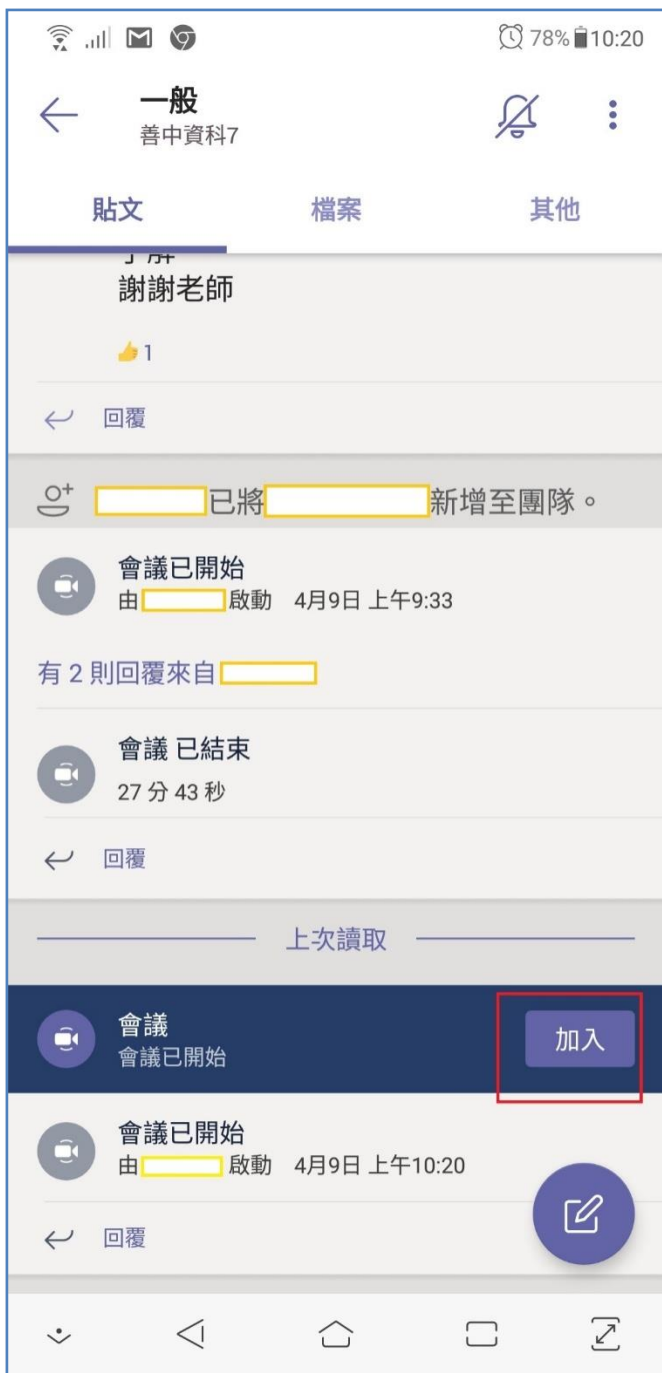 78% 10:20
一般
善中資科7
貼文 檔案 其他
了解
謝謝老師
👍1
回覆
已將 新增至團隊。
會議已開始
由 啟動 4月9日 上午9:33
有 2 則回覆來自
會議 已結束
27 分 43 秒
回覆
上次讀取
會議
會議已開始
加入
會議已開始
由 啟動 4月9日 上午10:20
回覆